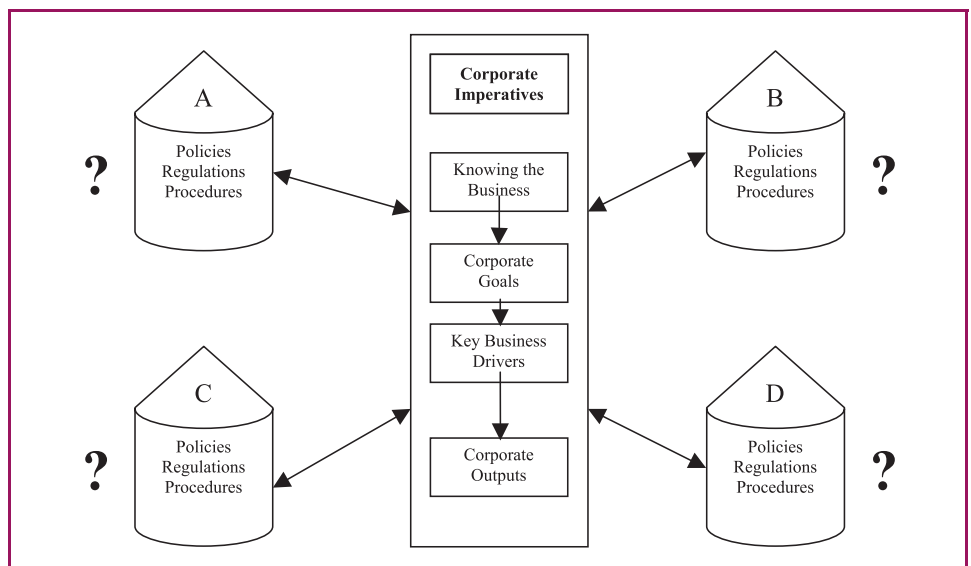 Corporate
Imperatives
A
Policies
Regulations
Procedures
?
B
Policies
Regulations
Procedures
?
Knowing the
Business
Corporate
Goals
Key Business
Drivers
Corporate
Outputs
C
Policies
Regulations
Procedures
?
D
Policies
Regulations
Procedures
?